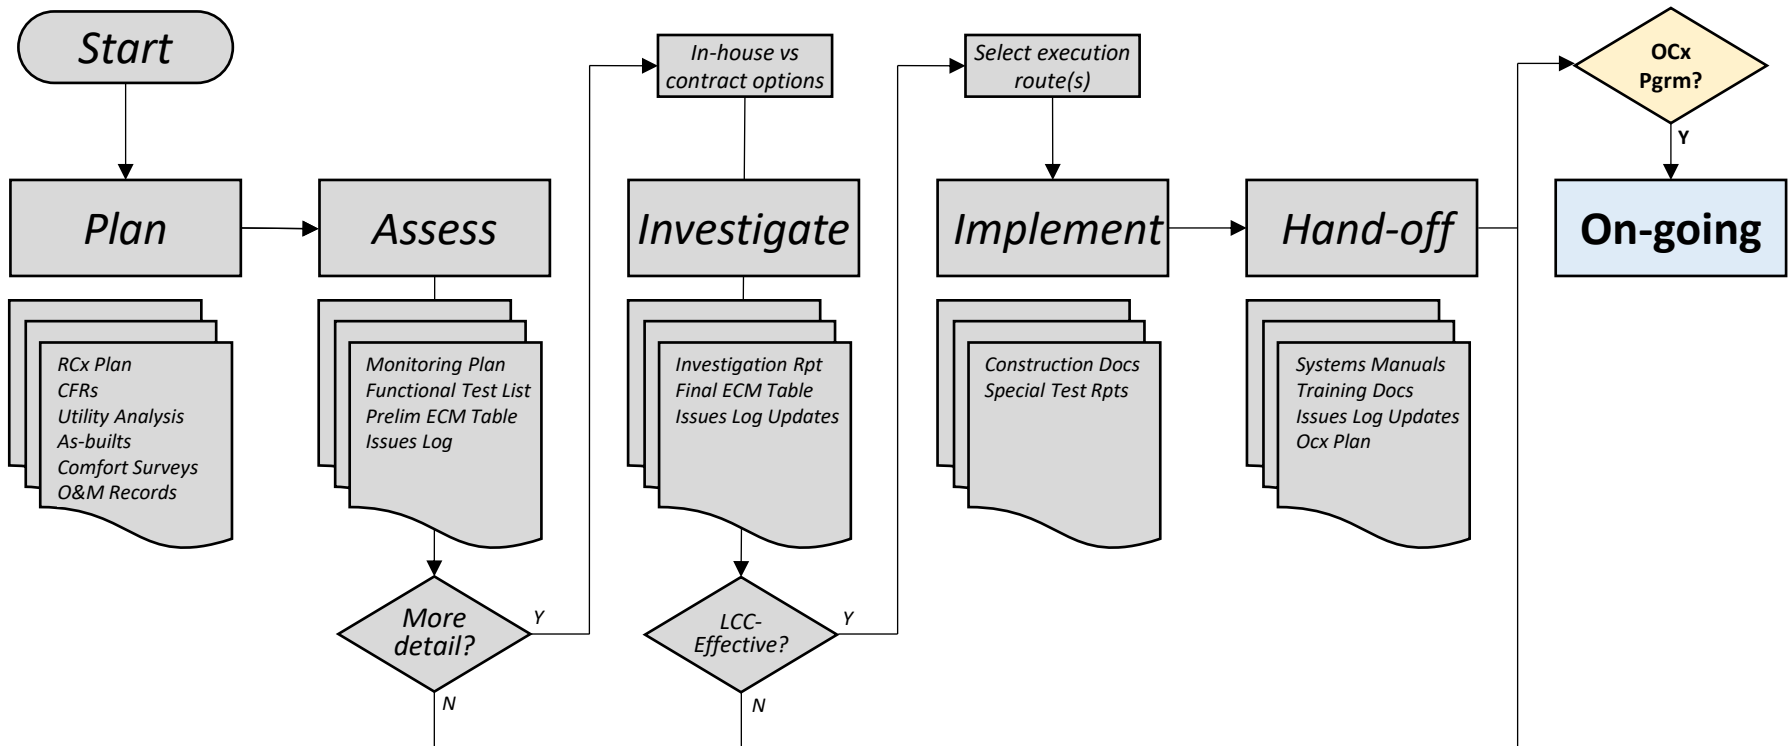 Start
In-house vs
contract options
Select execution
route(s)
OCx
Pgrm?
Y
Plan
Assess
Investigate
Implement
Hand-off
On-going
RCx Plan
CFRs
Utility Analysis
As-builts
Comfort Surveys
O&M Records
Monitoring Plan
Functional Test List
Prelim ECM Table
Issues Log
Investigation Rpt
Final ECM Table
Issues Log Updates
Construction Docs
Special Test Rpts
Systems Manuals
Training Docs
Issues Log Updates
Ocx Plan
More
detail?
Y
N
LCC-
Effective?
Y
N